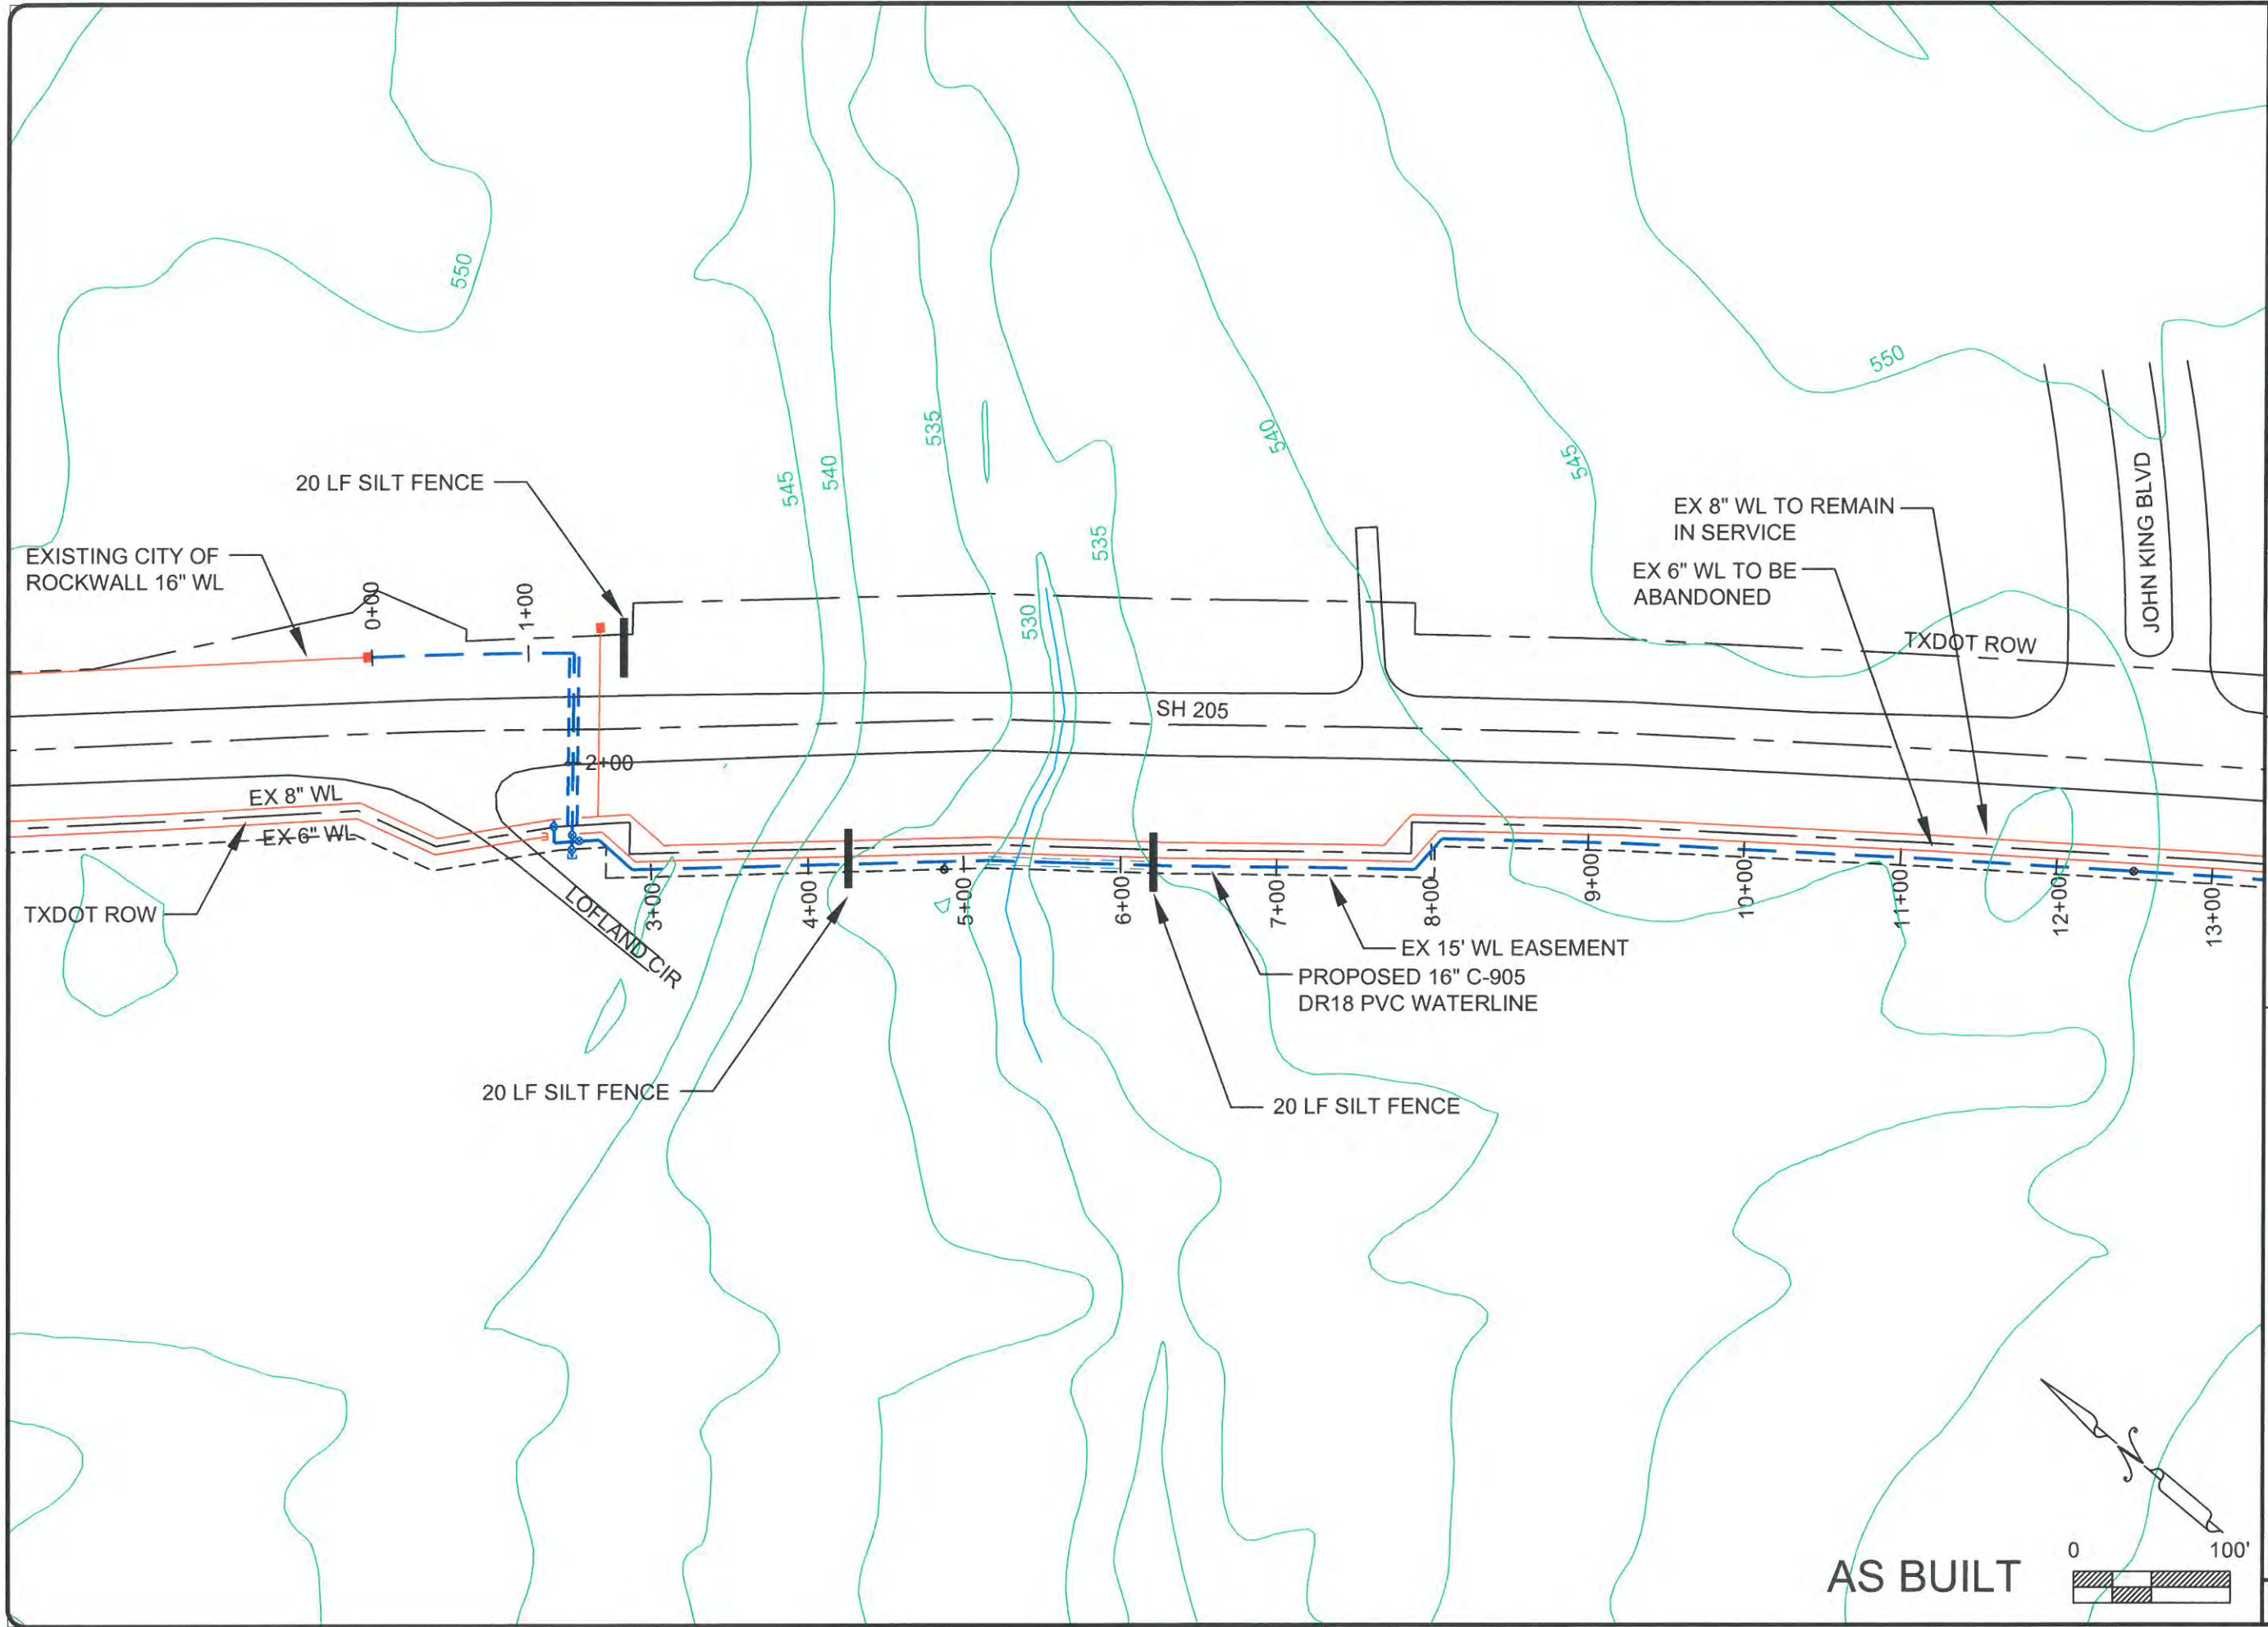 550
550
535
540
545
540
545
20 LF SILT FENCE
EX 8" WL TO REMAIN
IN SERVICE
JOHN KING BLVD
535
EXISTING CITY OF
ROCKWALL 16" WL
EX 6" WL TO BE
ABANDONED
0+00
1+00
530
TXDOT ROW
SH 205
2+00
EX 8" WL
EX 6" WL
TXDOT ROW
LOFLAND CIR
3+00
4+00
5+00
6+00
7+00
8+00
9+00
10+00
11+00
12+00
13+00
EX 15' WL EASEMENT
PROPOSED 16" C-905
DR18 PVC WATERLINE
20 LF SILT FENCE
20 LF SILT FENCE
N
0 100'
AS BUILT